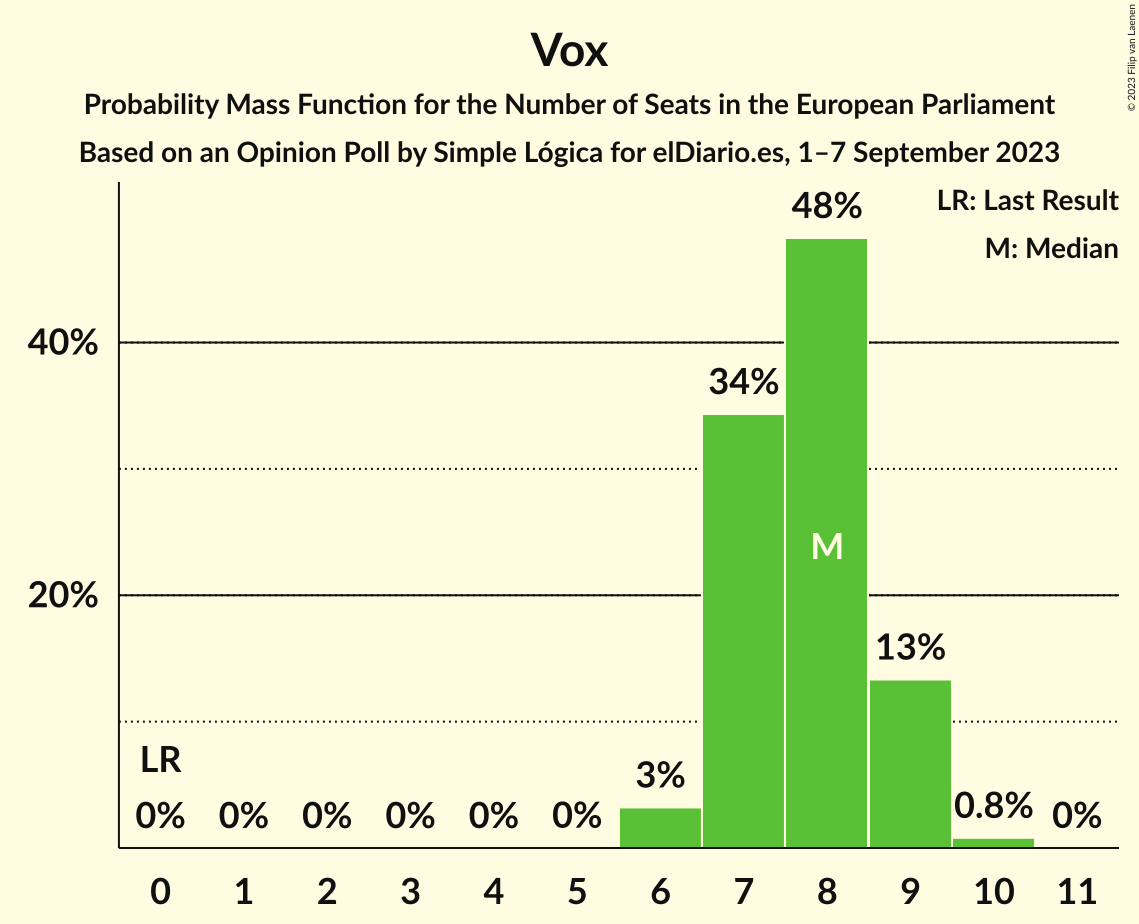 Vox
Probability Mass Function for the Number of Seats in the European Parliament
Based on an Opinion Poll by Simple Lógica for elDiario.es, 1–7 September 2023
© 2023 Filip van Laenen
LR: Last Result
M: Median
48%
40%
34%
M
20%
13%
LR
3%
0.8%
0% 0% 0% 0% 0% 0% 0%
0 1 2 3 4 5 6 7 8 9 10 11